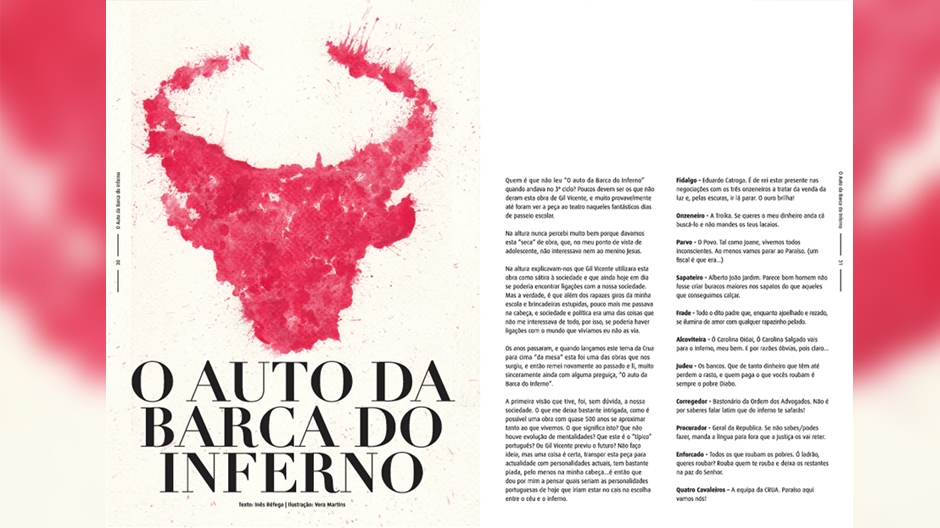 O Auto da Barca do Inferno
30
O AUTO DA
BARCA DO
INFERNO
Texto: Inês Réfega | Ilustração: Vera Martins
Quem é que não leu "O auto da Barca do Inferno"
quando andava no 3º ciclo? Poucos devem ser os que não
deram esta obra de Gil Vicente, e muito provavelmente
até foram ver a peça ao teatro naqueles fantásticos dias
de passeio escolar.
Na altura nunca percebi muito bem porque davamos
esta "seca" de obra, que, no meu ponto de vista de
adolescente, não interessava nem ao menino Jesus.
Na altura explicavam-nos que Gil Vicente utilizara esta
obra como sátira à sociedade e que ainda hoje em dia
se poderia encontrar ligações com a nossa sociedade.
Mas a verdade, é que além dos rapazes giros da minha
escola e brincadeiras estupidas, pouco mais me passava
na cabeça, e sociedade e política era uma das coisas que
não me interessava de todo, por isso, se poderia haver
ligações com o mundo que viviamos eu não as via.
Os anos passaram, e quando lançamos este tema da Crua
para cima "da mesa" esta foi uma das obras que nos
surgiu, e então remei novamente ao passado e li, muito
sinceramente ainda com alguma preguiça, "O auto da
Barca do Inferno".
A primeira visão que tive, foi, sem dúvida, a nossa
sociedade. O que me deixa bastante intrigada, como é
possível uma obra com quase 500 anos se aproximar
tanto ao que vivemos. O que significa isto? Que não
houve evolução de mentalidades? Que este é o "típico"
português? Ou Gil Vicente previu o futuro? Não faço
ideia, mas uma coisa é certa, transpor esta peça para
actualidade com personalidades actuais, tem bastante
piada, pelo menos na minha cabeça...é então que
dou por mim a pensar quais seriam as personalidades
portuguesas de hoje que iriam estar no cais na escolha
entre o céu e o inferno.
Fidalgo - Eduardo Catroga. É de rei estar presente nas
negociações com os três onzeneiros a tratar da venda da
luz e, pelas escuras, ir lá parar. O ouro brilha!
Onzeneiro - A Troika. Se queres o meu dinheiro anda cá
buscá-lo e não mandes os teus lacaios.
Parvo - O Povo. Tal como Joane, vivemos todos
inconscientes. Ao menos vamos parar ao Paraíso. (um
fiscal é que era...)
Sapateiro - Alberto João Jardim. Parece bom homem não
fosse criar buracos maiores nos sapatos do que aqueles
que conseguimos calçar.
Frade - Todo o dito padre que, enquanto ajoelhado e rezado,
se ilumina de amor com qualquer rapazinho pelado.
Alcoviteira - Ó Carolina Oióai, Ó Carolina Salgado vais
para o Inferno, meu bem. E por razões óbvias, pois claro...
Judeu - Os bancos. Que de tanto dinheiro que têm até
perdem o rasto, e quem paga o que vocês roubam é
sempre o pobre Diabo.
Corregedor - Bastonário da Ordem dos Advogados. Não é
por saberes falar latim que do inferno te safarás!
Procurador - Geral da Republica. Se não sabes/podes
fazer, manda a língua para fora que a Justiça os vai reter.
Enforcado - Todos os que roubam os pobres. Ó ladrão,
queres roubar? Rouba quem te rouba e deixa os restantes
na paz do Senhor.
Quatro Cavaleiros - A equipa da CRUA. Paraíso aqui
vamos nós!
O Auto da Barca do Inferno
31